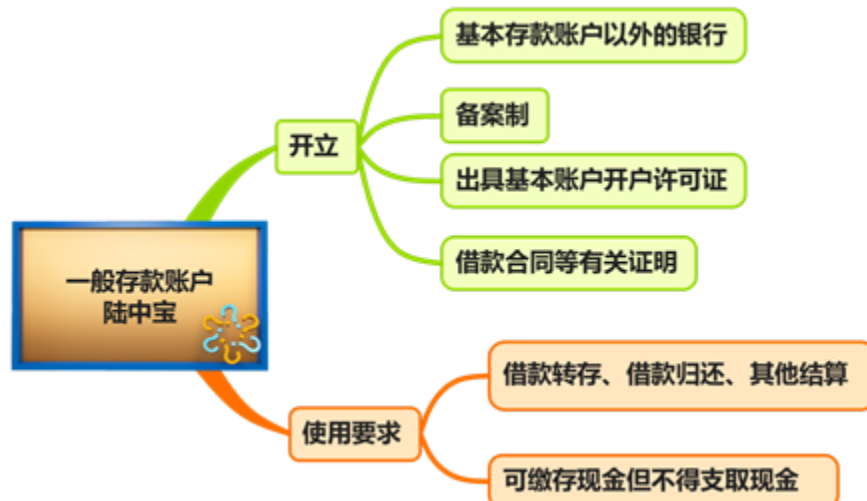 一般存款账户
陆中宝
开立
基本存款账户以外的银行
备案制
出具基本账户开户许可证
借款合同等有关证明
使用要求
借款转存、借款归还、其他结算
可缴存现金但不得支取现金